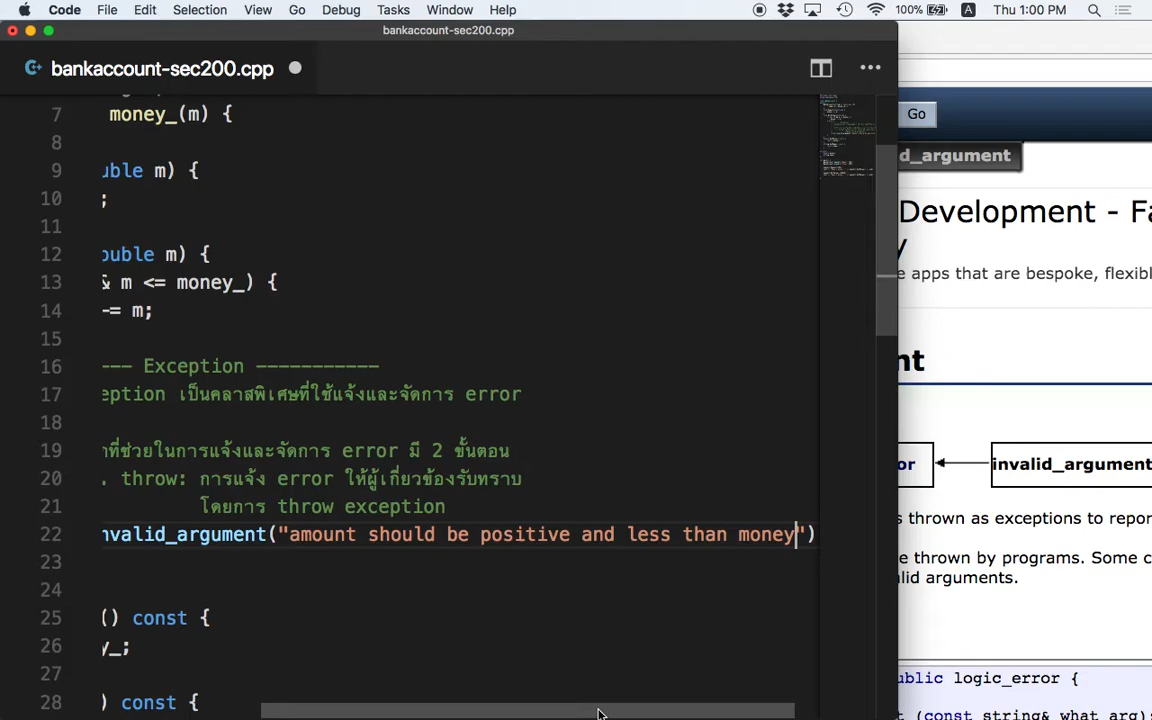 Code File Edit Selection View Go Debug Tasks Window Help 100% A Thu 1:00 PM
bankaccount-sec200.cpp
bankaccount-sec200.cpp
7 money_(m) {
8
9 uble m) {
10 ;
11
12 ouble m) {
13 & m <= money_) {
14 -= m;
15
16 --- Exception -----------
17 eption เป็นคลาสพิเศษที่ใช้แจ้งและจัดการ error
18
19 าที่ช่วยในการแจ้งและจัดการ error มี 2 ขั้นตอน
20 . throw: การแจ้ง error ให้ผู้เกี่ยวข้องรับทราบ
21 โดยการ throw exception
22 nvalid_argument("amount should be positive and less than money")
23
24
25 () const {
26 y_;
27
28 ) const {
Go
d_argument
Development - Fa
y
e apps that are bespoke, flexibl
nt
or
invalid_argument
s thrown as exceptions to repor
e thrown by programs. Some c
lid arguments.
ublic logic_error {
t (const string& what_arg);